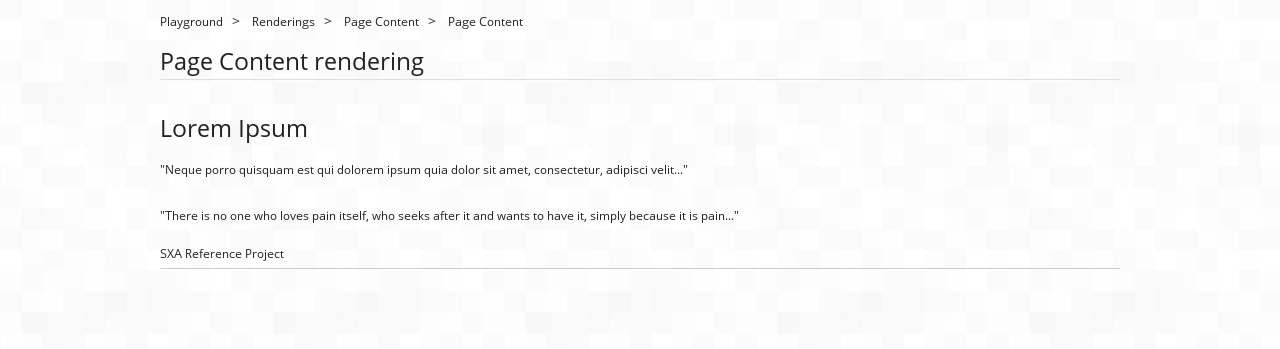 Playground > Renderings > Page Content > Page Content
Page Content rendering
Lorem Ipsum
"Neque porro quisquam est qui dolorem ipsum quia dolor sit amet, consectetur, adipisci velit..."
"There is no one who loves pain itself, who seeks after it and wants to have it, simply because it is pain..."
SXA Reference Project